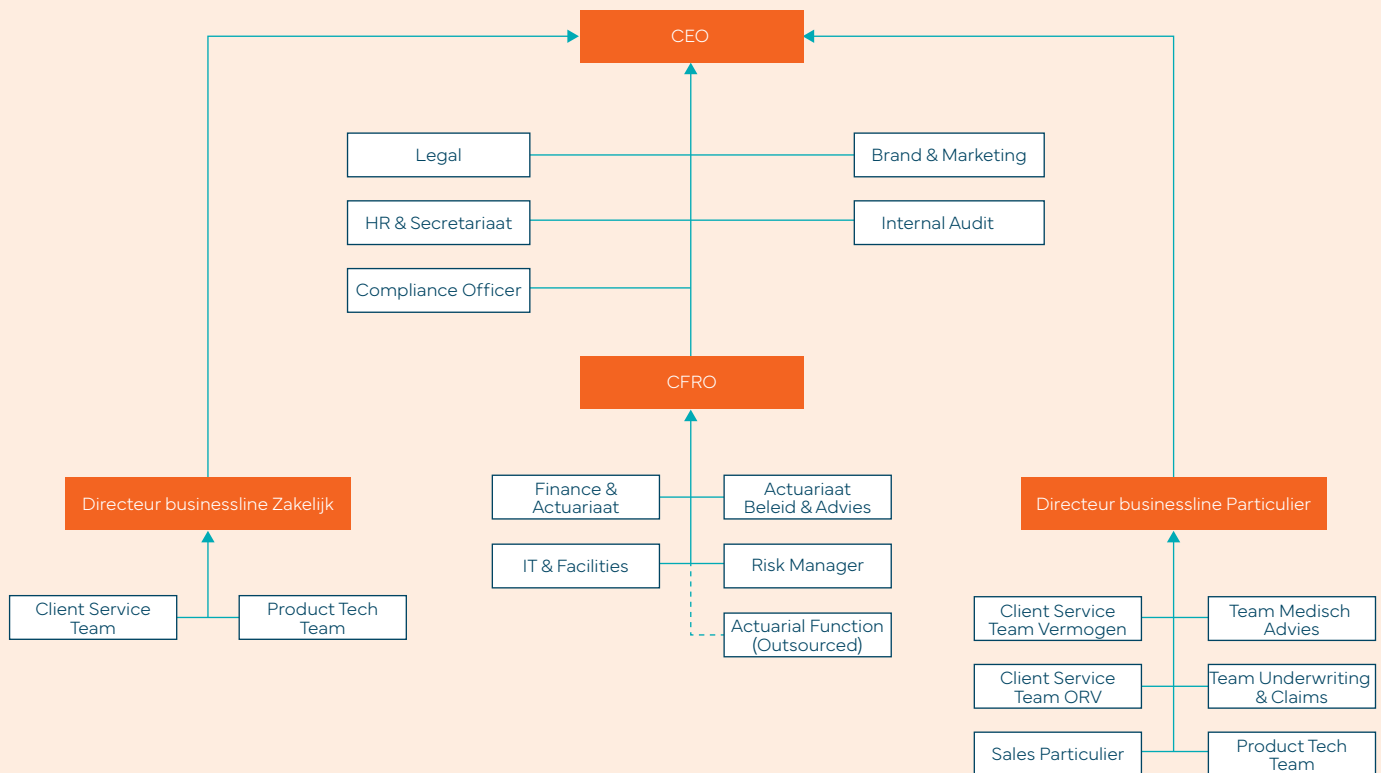 CEO
Legal
Brand & Marketing
HR & Secretariaat
Internal Audit
Compliance Officer
CFRO
Directeur businessline Zakelijk
Finance &
Actuariaat
Actuariaat
Beleid & Advies
Directeur businessline Particulier
IT & Facilities
Risk Manager
Client Service
Team
Product Tech
Team
Actuarial Function
(Outsourced)
Client Service
Team Vermogen
Team Medisch
Advies
Client Service
Team ORV
Team Underwriting
& Claims
Sales Particulier
Product Tech
Team